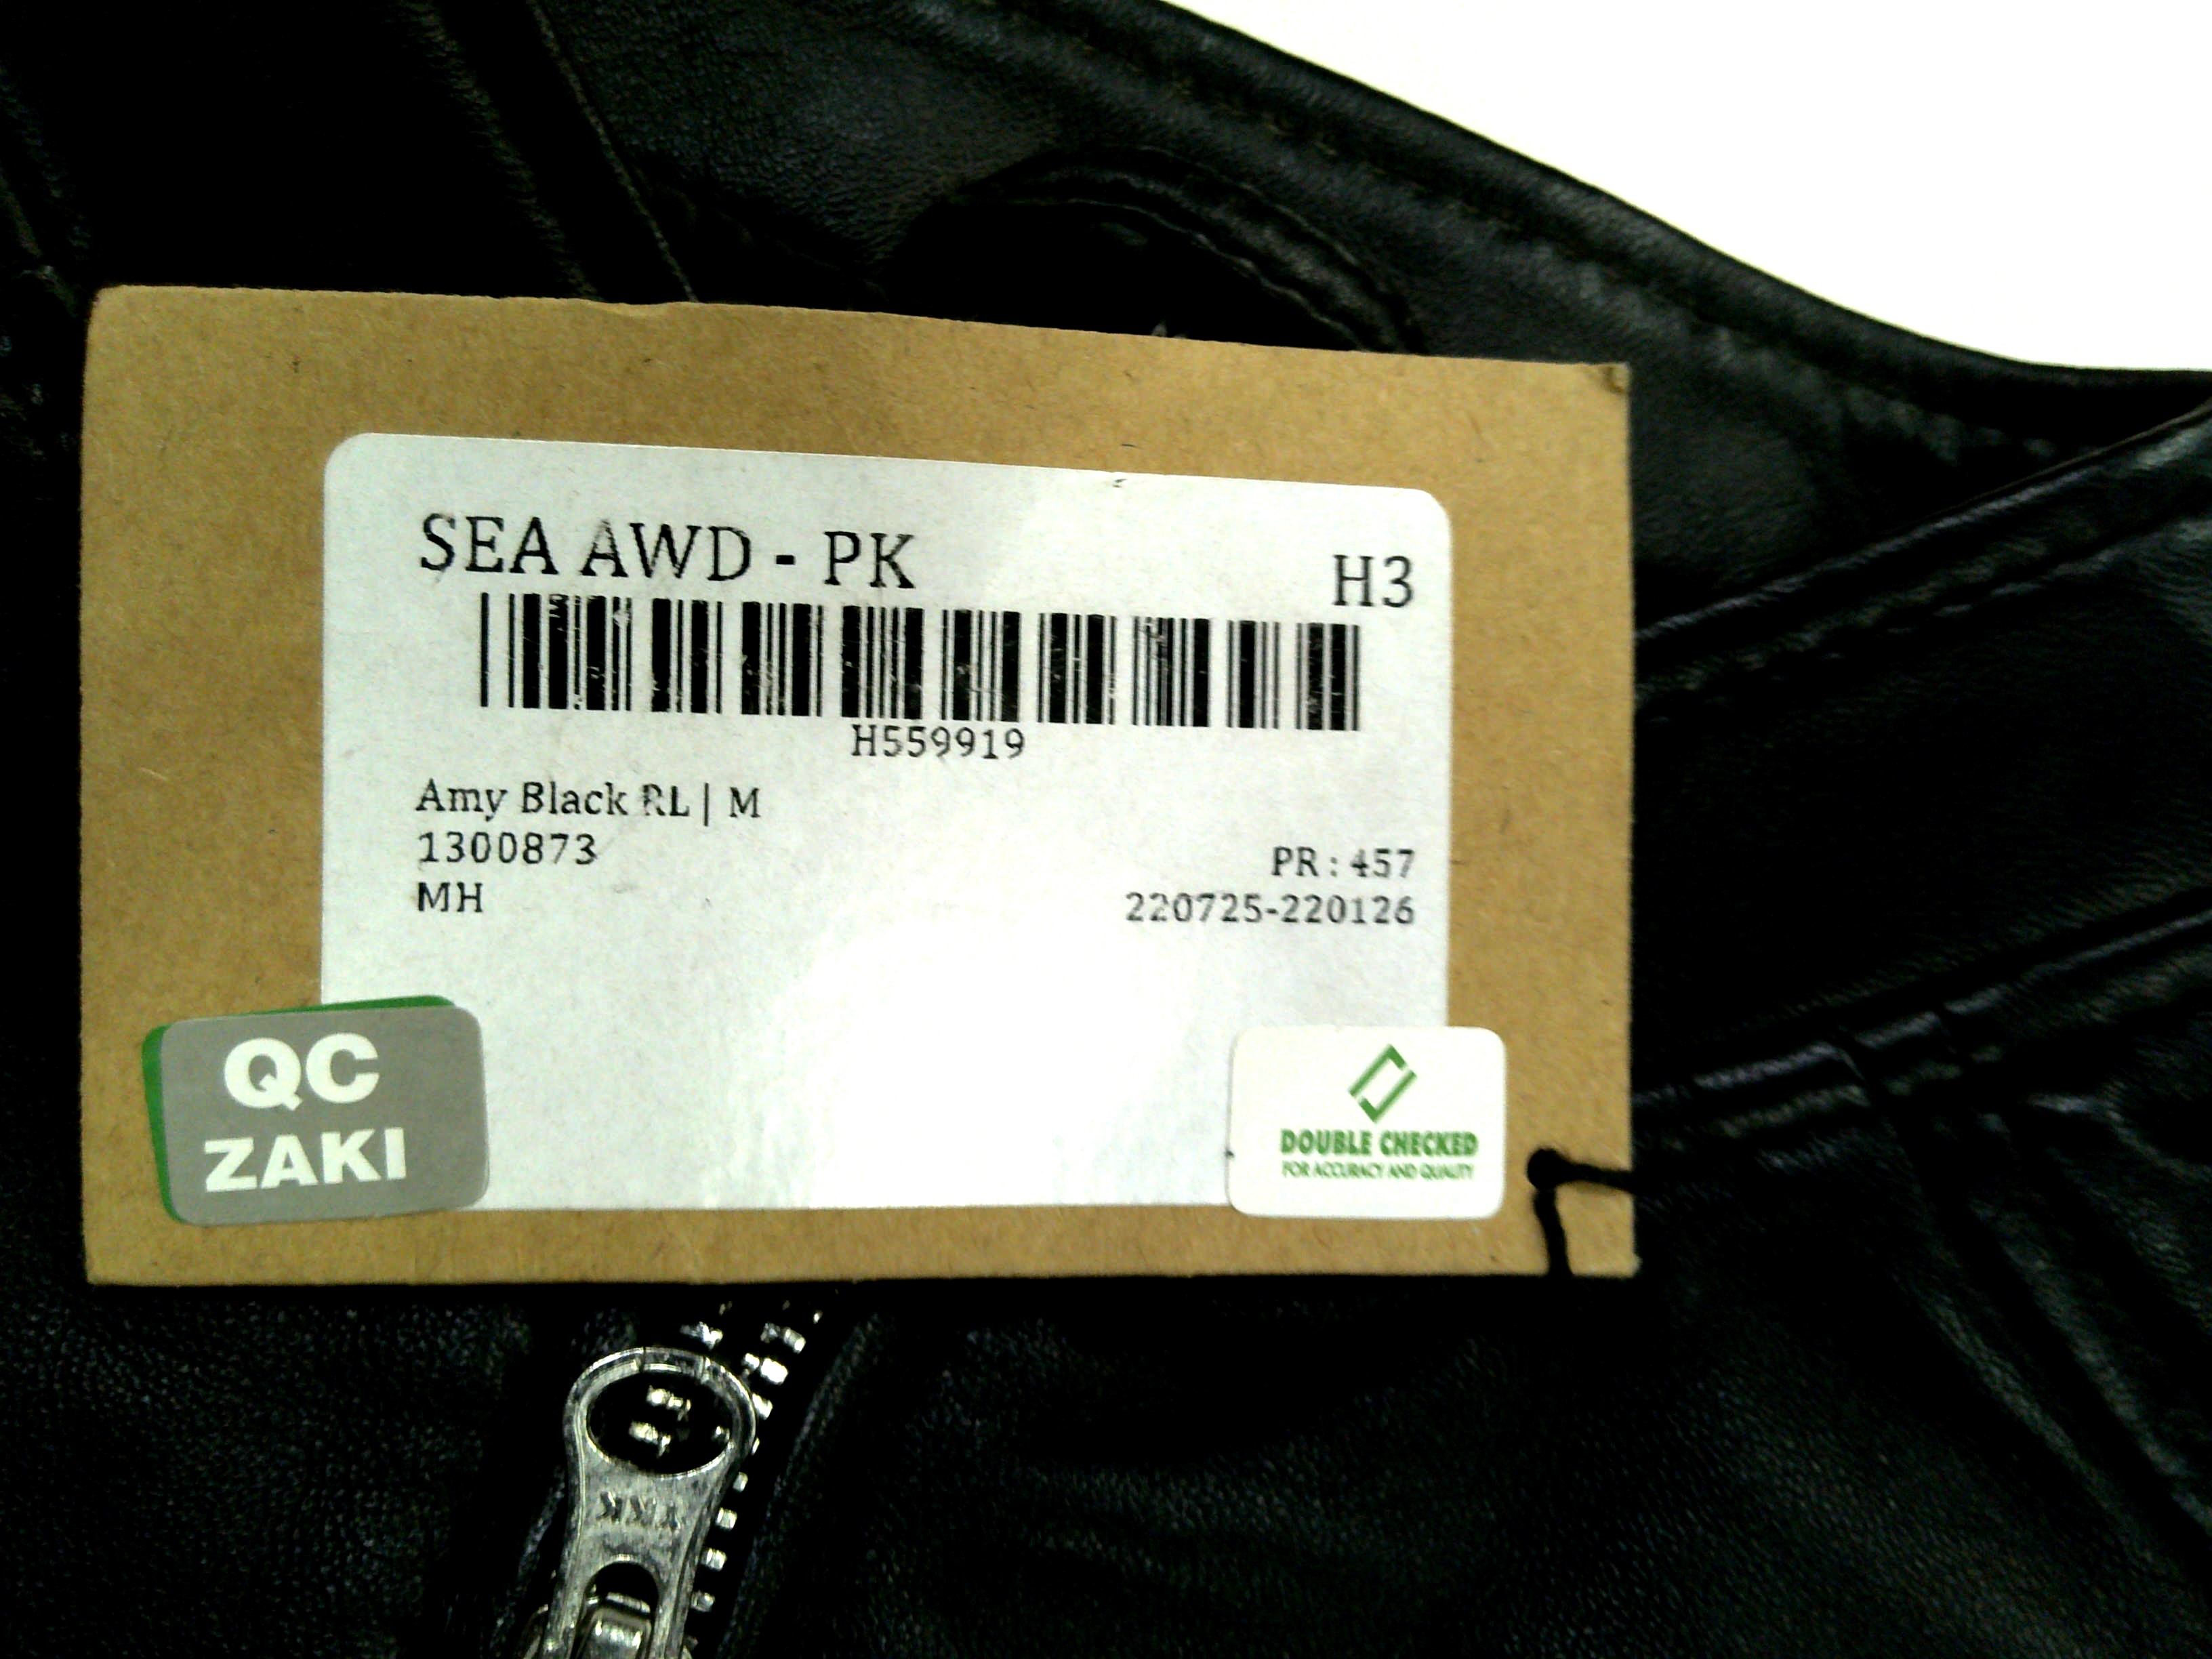 SEA AWD - PK
H3
H559919
Amy Black RL | M
1300873
PR : 457
MH
220725-220126
QC
ZAKI
DOUBLE CHECKED
FOR ACCURACY AND QUALITY
YKK